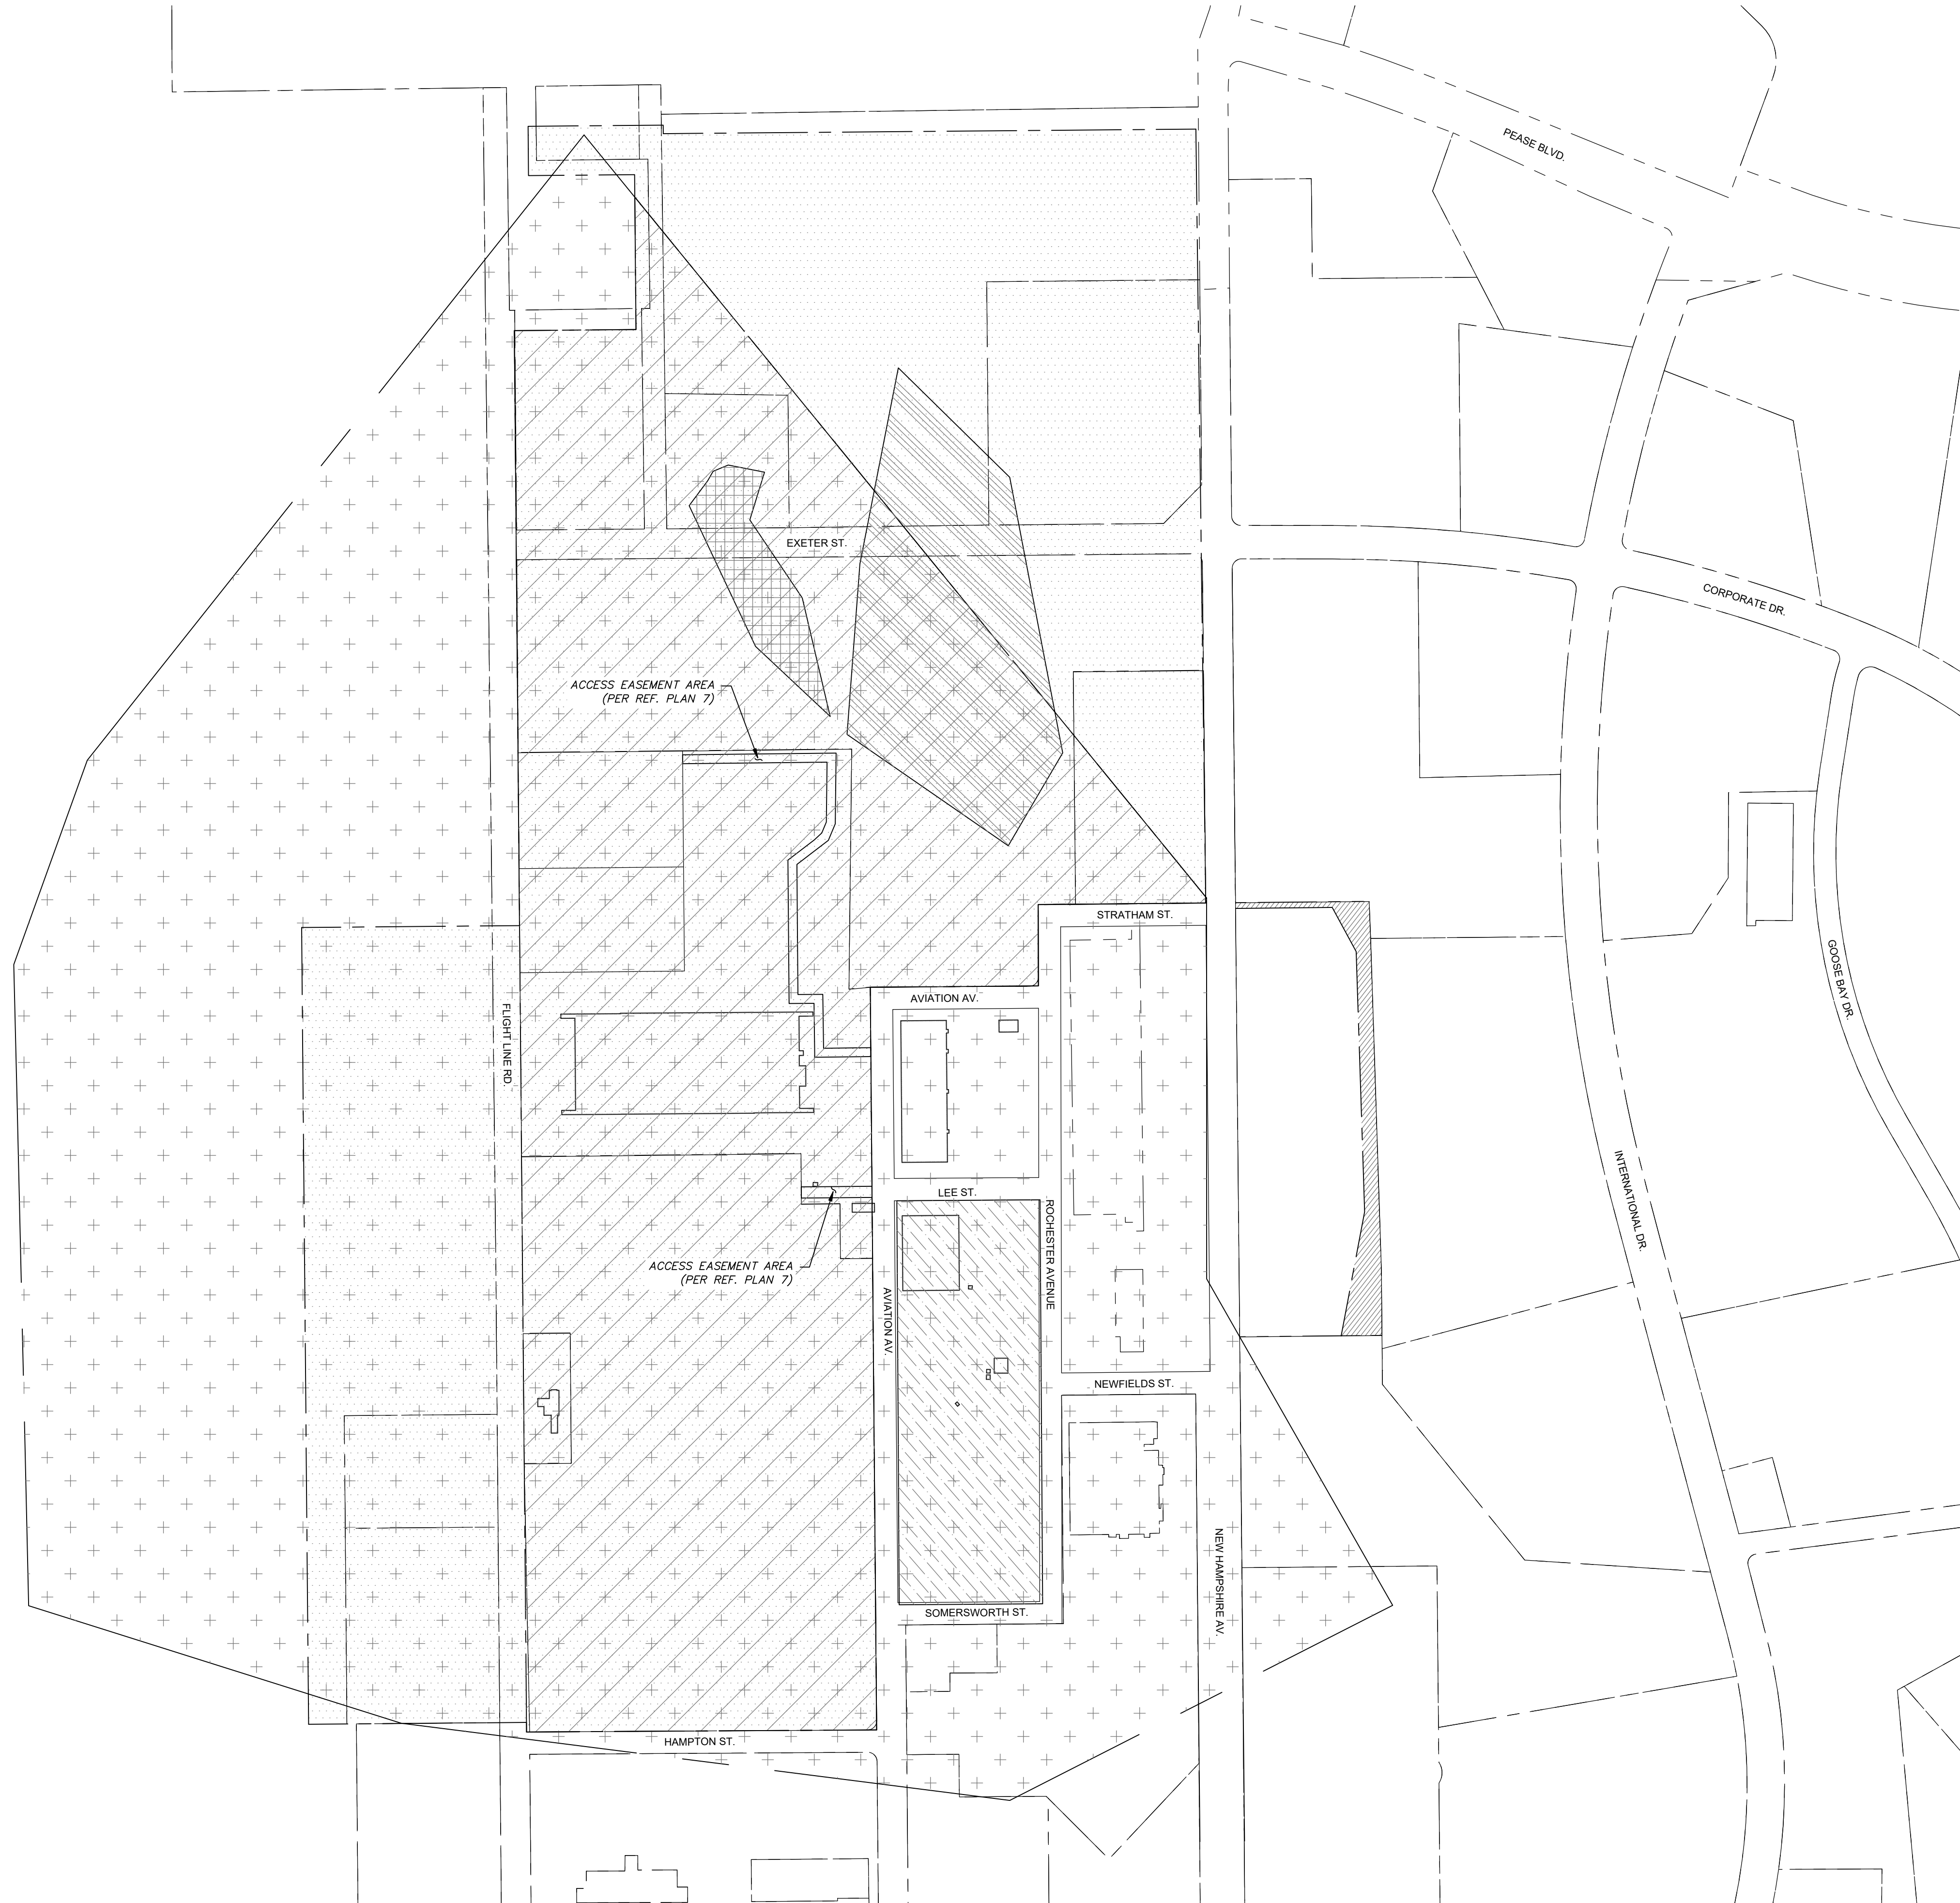 PEASE BLVD.
EXETER ST.
CORPORATE DR.
ACCESS EASEMENT AREA
(PER REF. PLAN 7)
STRATHAM ST.
AVIATION AV.
GOOSE BAY DR.
FLIGHT LINE RD.
LEE ST.
ROCHESTER AVENUE
INTERNATIONAL DR.
ACCESS EASEMENT AREA
(PER REF. PLAN 7)
AVIATION AV.
NEWFIELDS ST.
NEW HAMPSHIRE AV.
SOMERSWORTH ST.
HAMPTON ST.